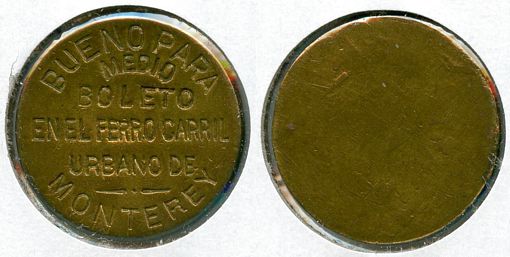 BUENO PARA
MEDIO
BOLETO
EN EL FERRO CARRIL
URBANO DE
MONTEREY